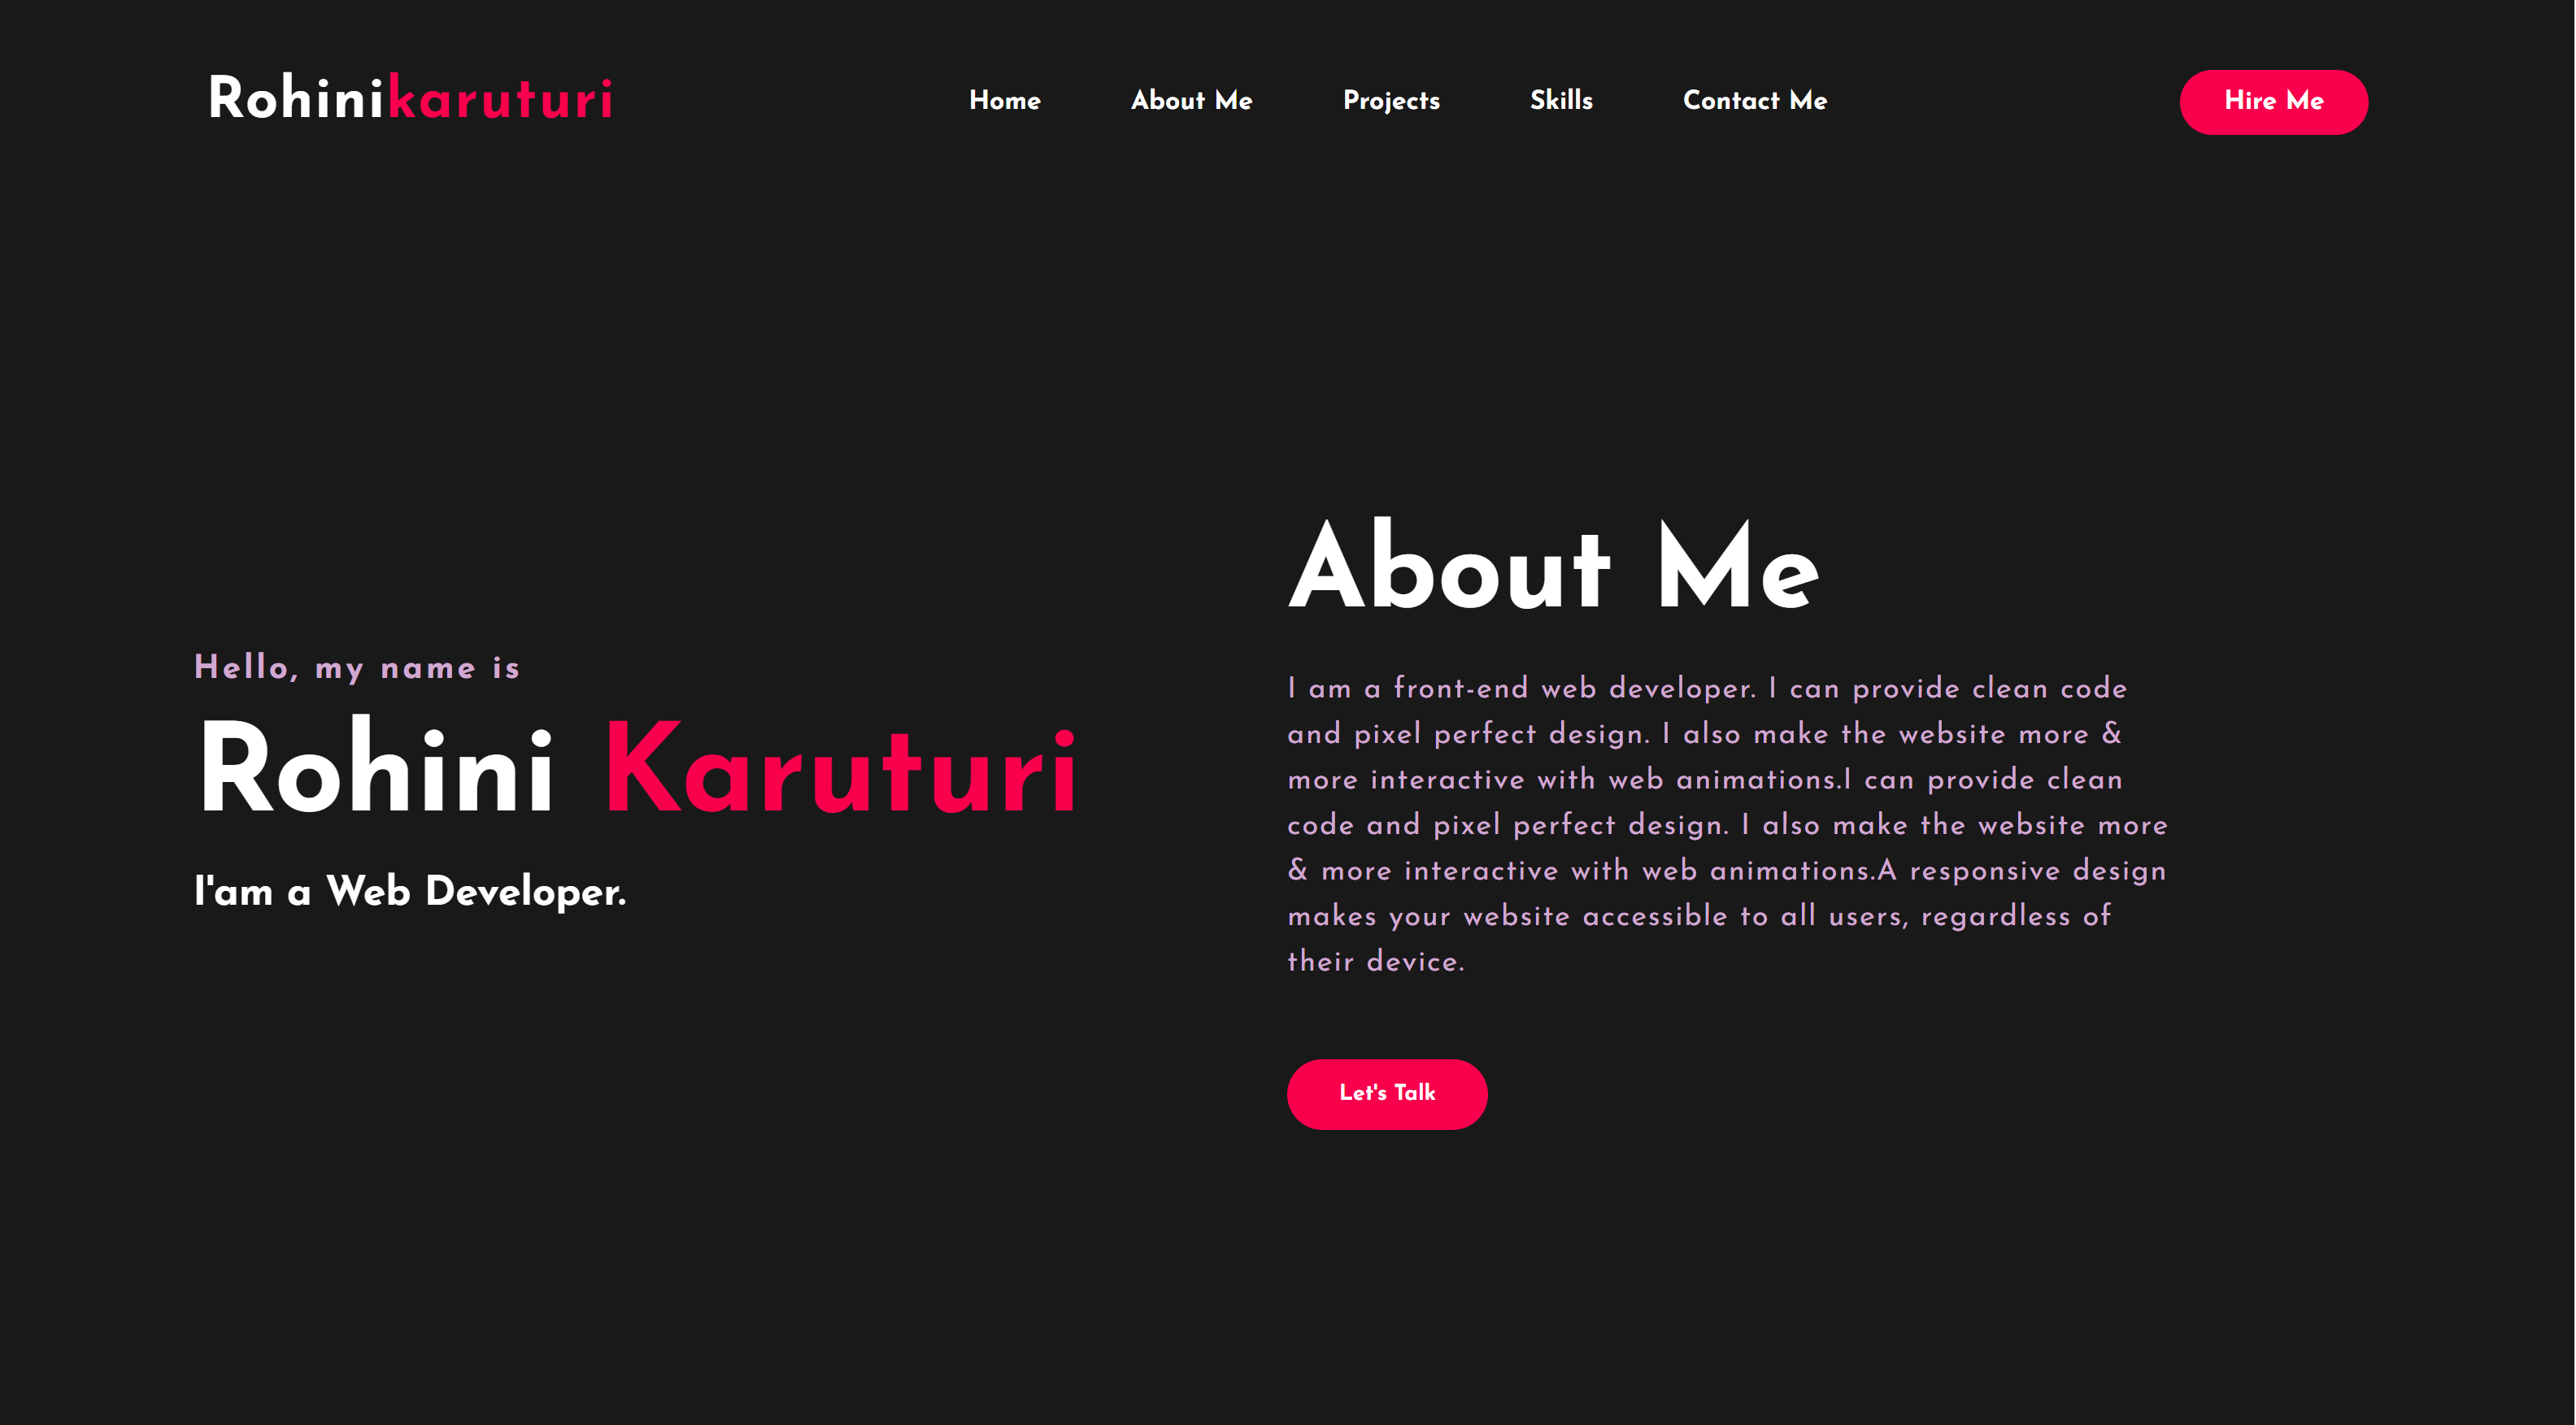 Rohinikaruturi
Home
About Me
Projects
Skills
Contact Me
Hire Me
Hello, my name is
Rohini Karuturi
I'am a Web Developer.
About Me
I am a front-end web developer. I can provide clean code
and pixel perfect design. I also make the website more &
more interactive with web animations.I can provide clean
code and pixel perfect design. I also make the website more
& more interactive with web animations.A responsive design
makes your website accessible to all users, regardless of
their device.
Let's Talk